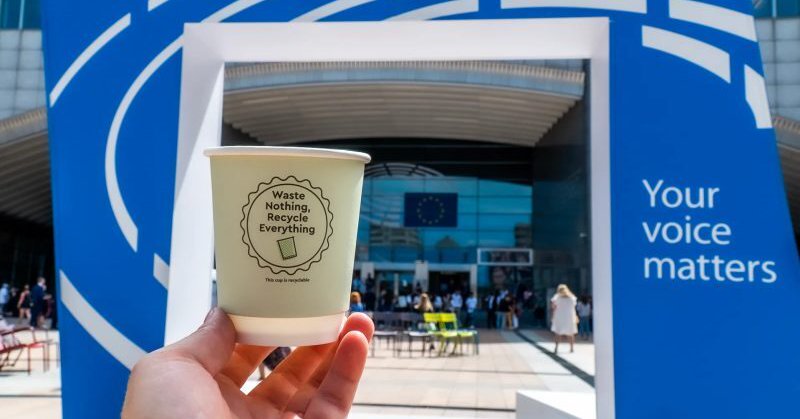 Waste
Nothing,
Recycle
Everything
This cup is recyclable
Your
voice
matters